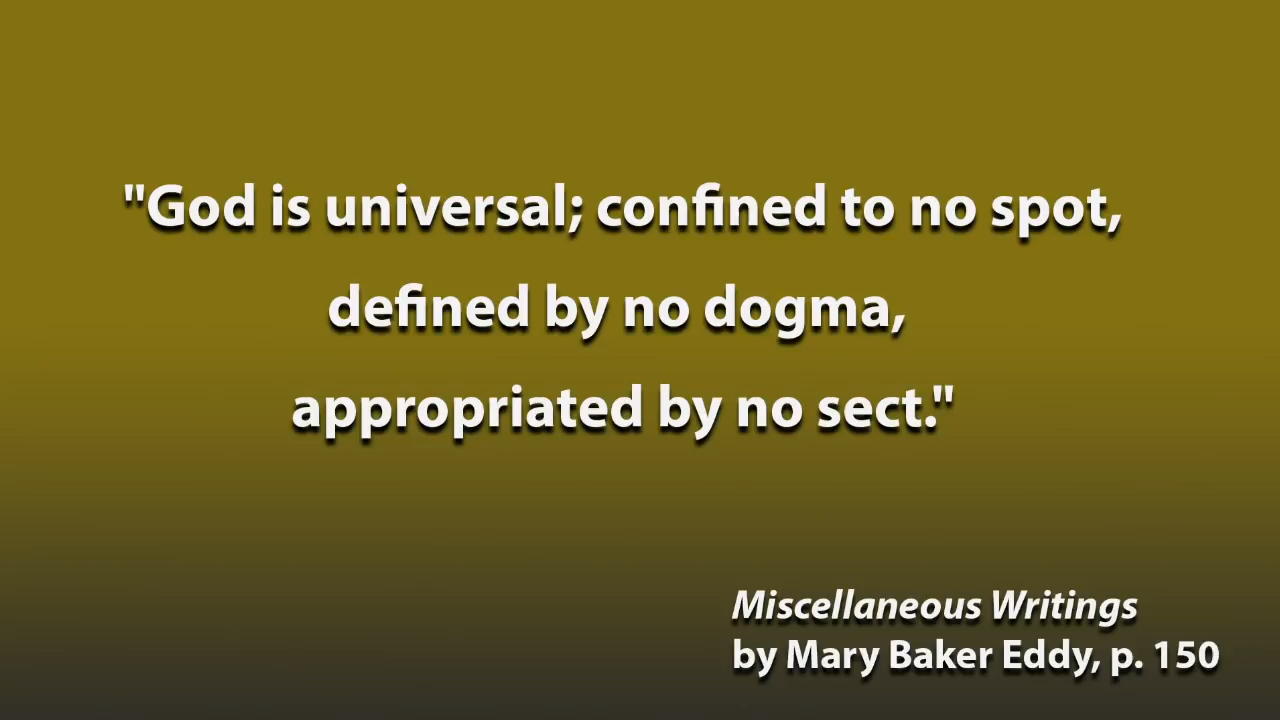 "God is universal; confined to no spot,
defined by no dogma,
appropriated by no sect."
Miscellaneous Writings
by Mary Baker Eddy, p. 150